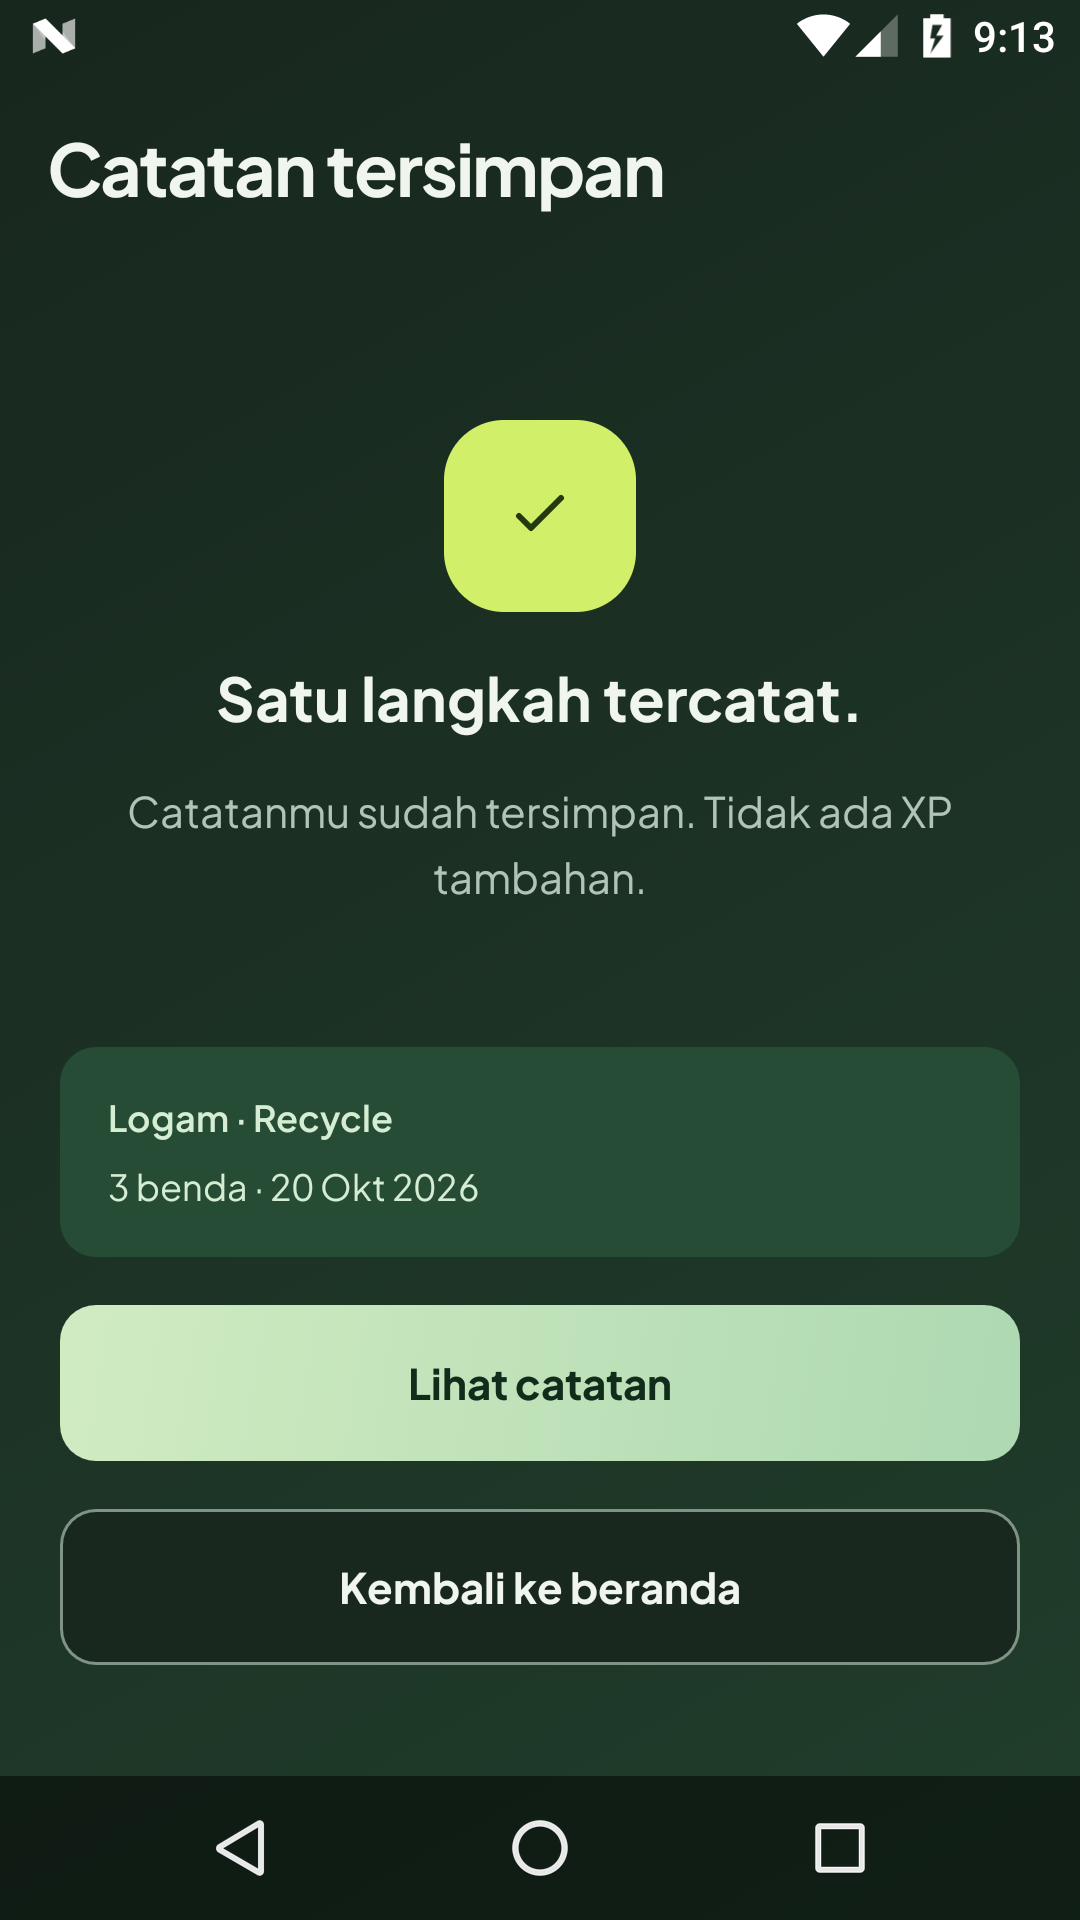 9:13
Catatan tersimpan
Satu langkah tercatat.
Catatanmu sudah tersimpan. Tidak ada XP
tambahan.
Logam · Recycle
3 benda · 20 Okt 2026
Lihat catatan
Kembali ke beranda